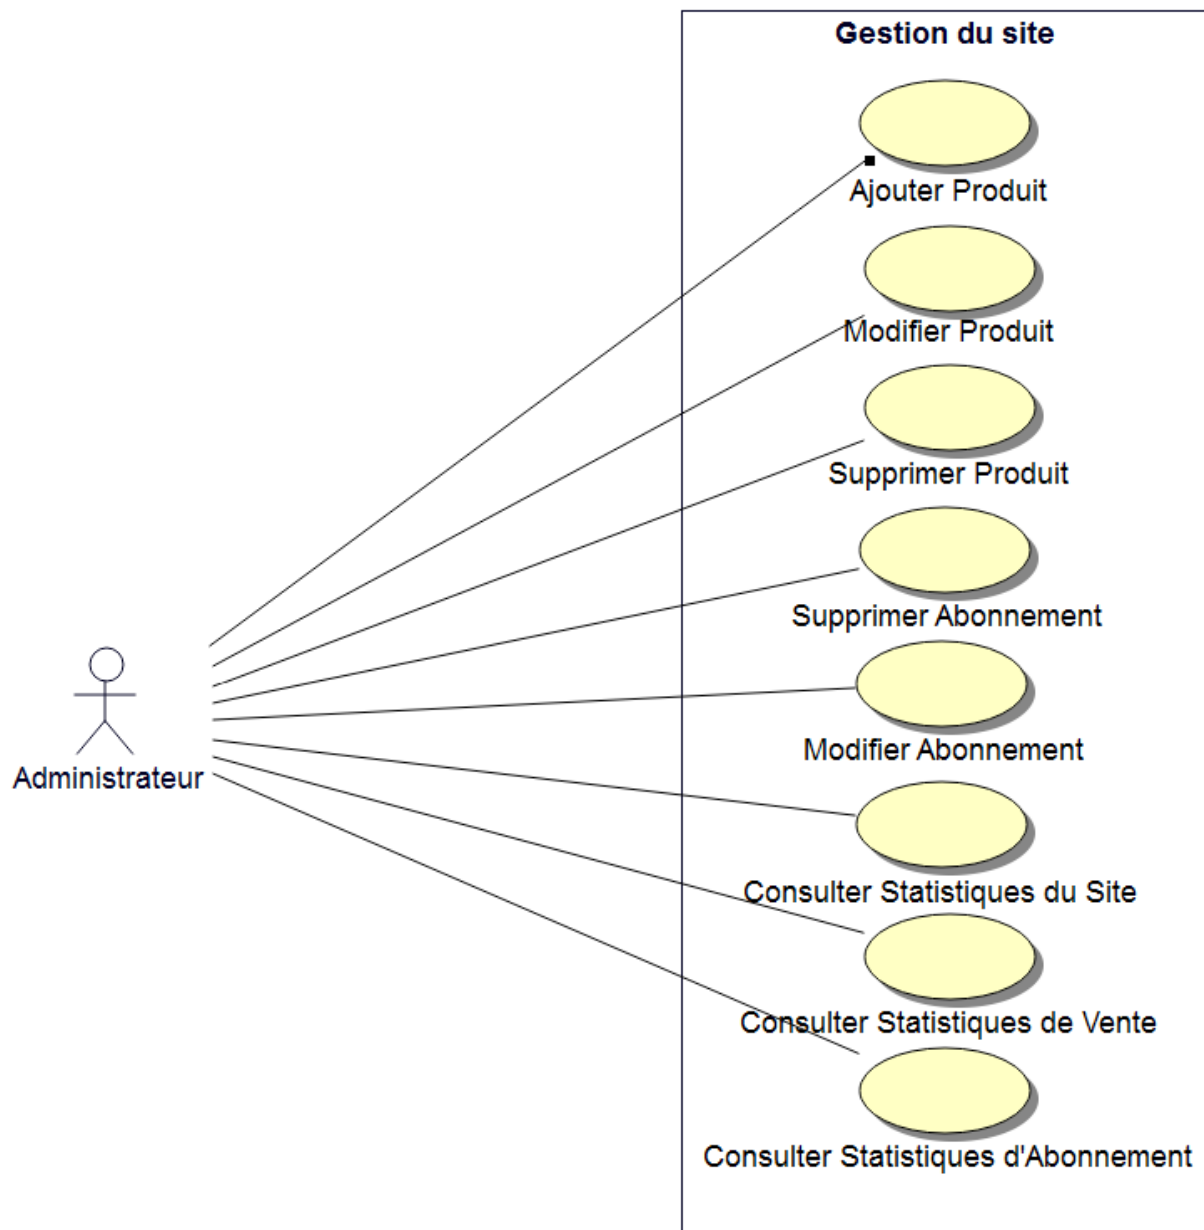 Gestion du site
Ajouter Produit
Modifier Produit
Supprimer Produit
Supprimer Abonnement
Modifier Abonnement
Administrateur
Consulter Statistiques du Site
Consulter Statistiques de Vente
Consulter Statistiques d'Abonnement